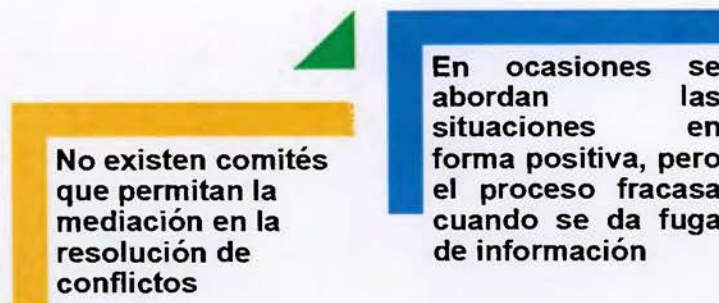 No existen comités
que permitan la
mediación en la
resolución de
conflictos
En ocasiones se
abordan las
situaciones en
forma positiva, pero
el proceso fracasa
cuando se da fuga
de información